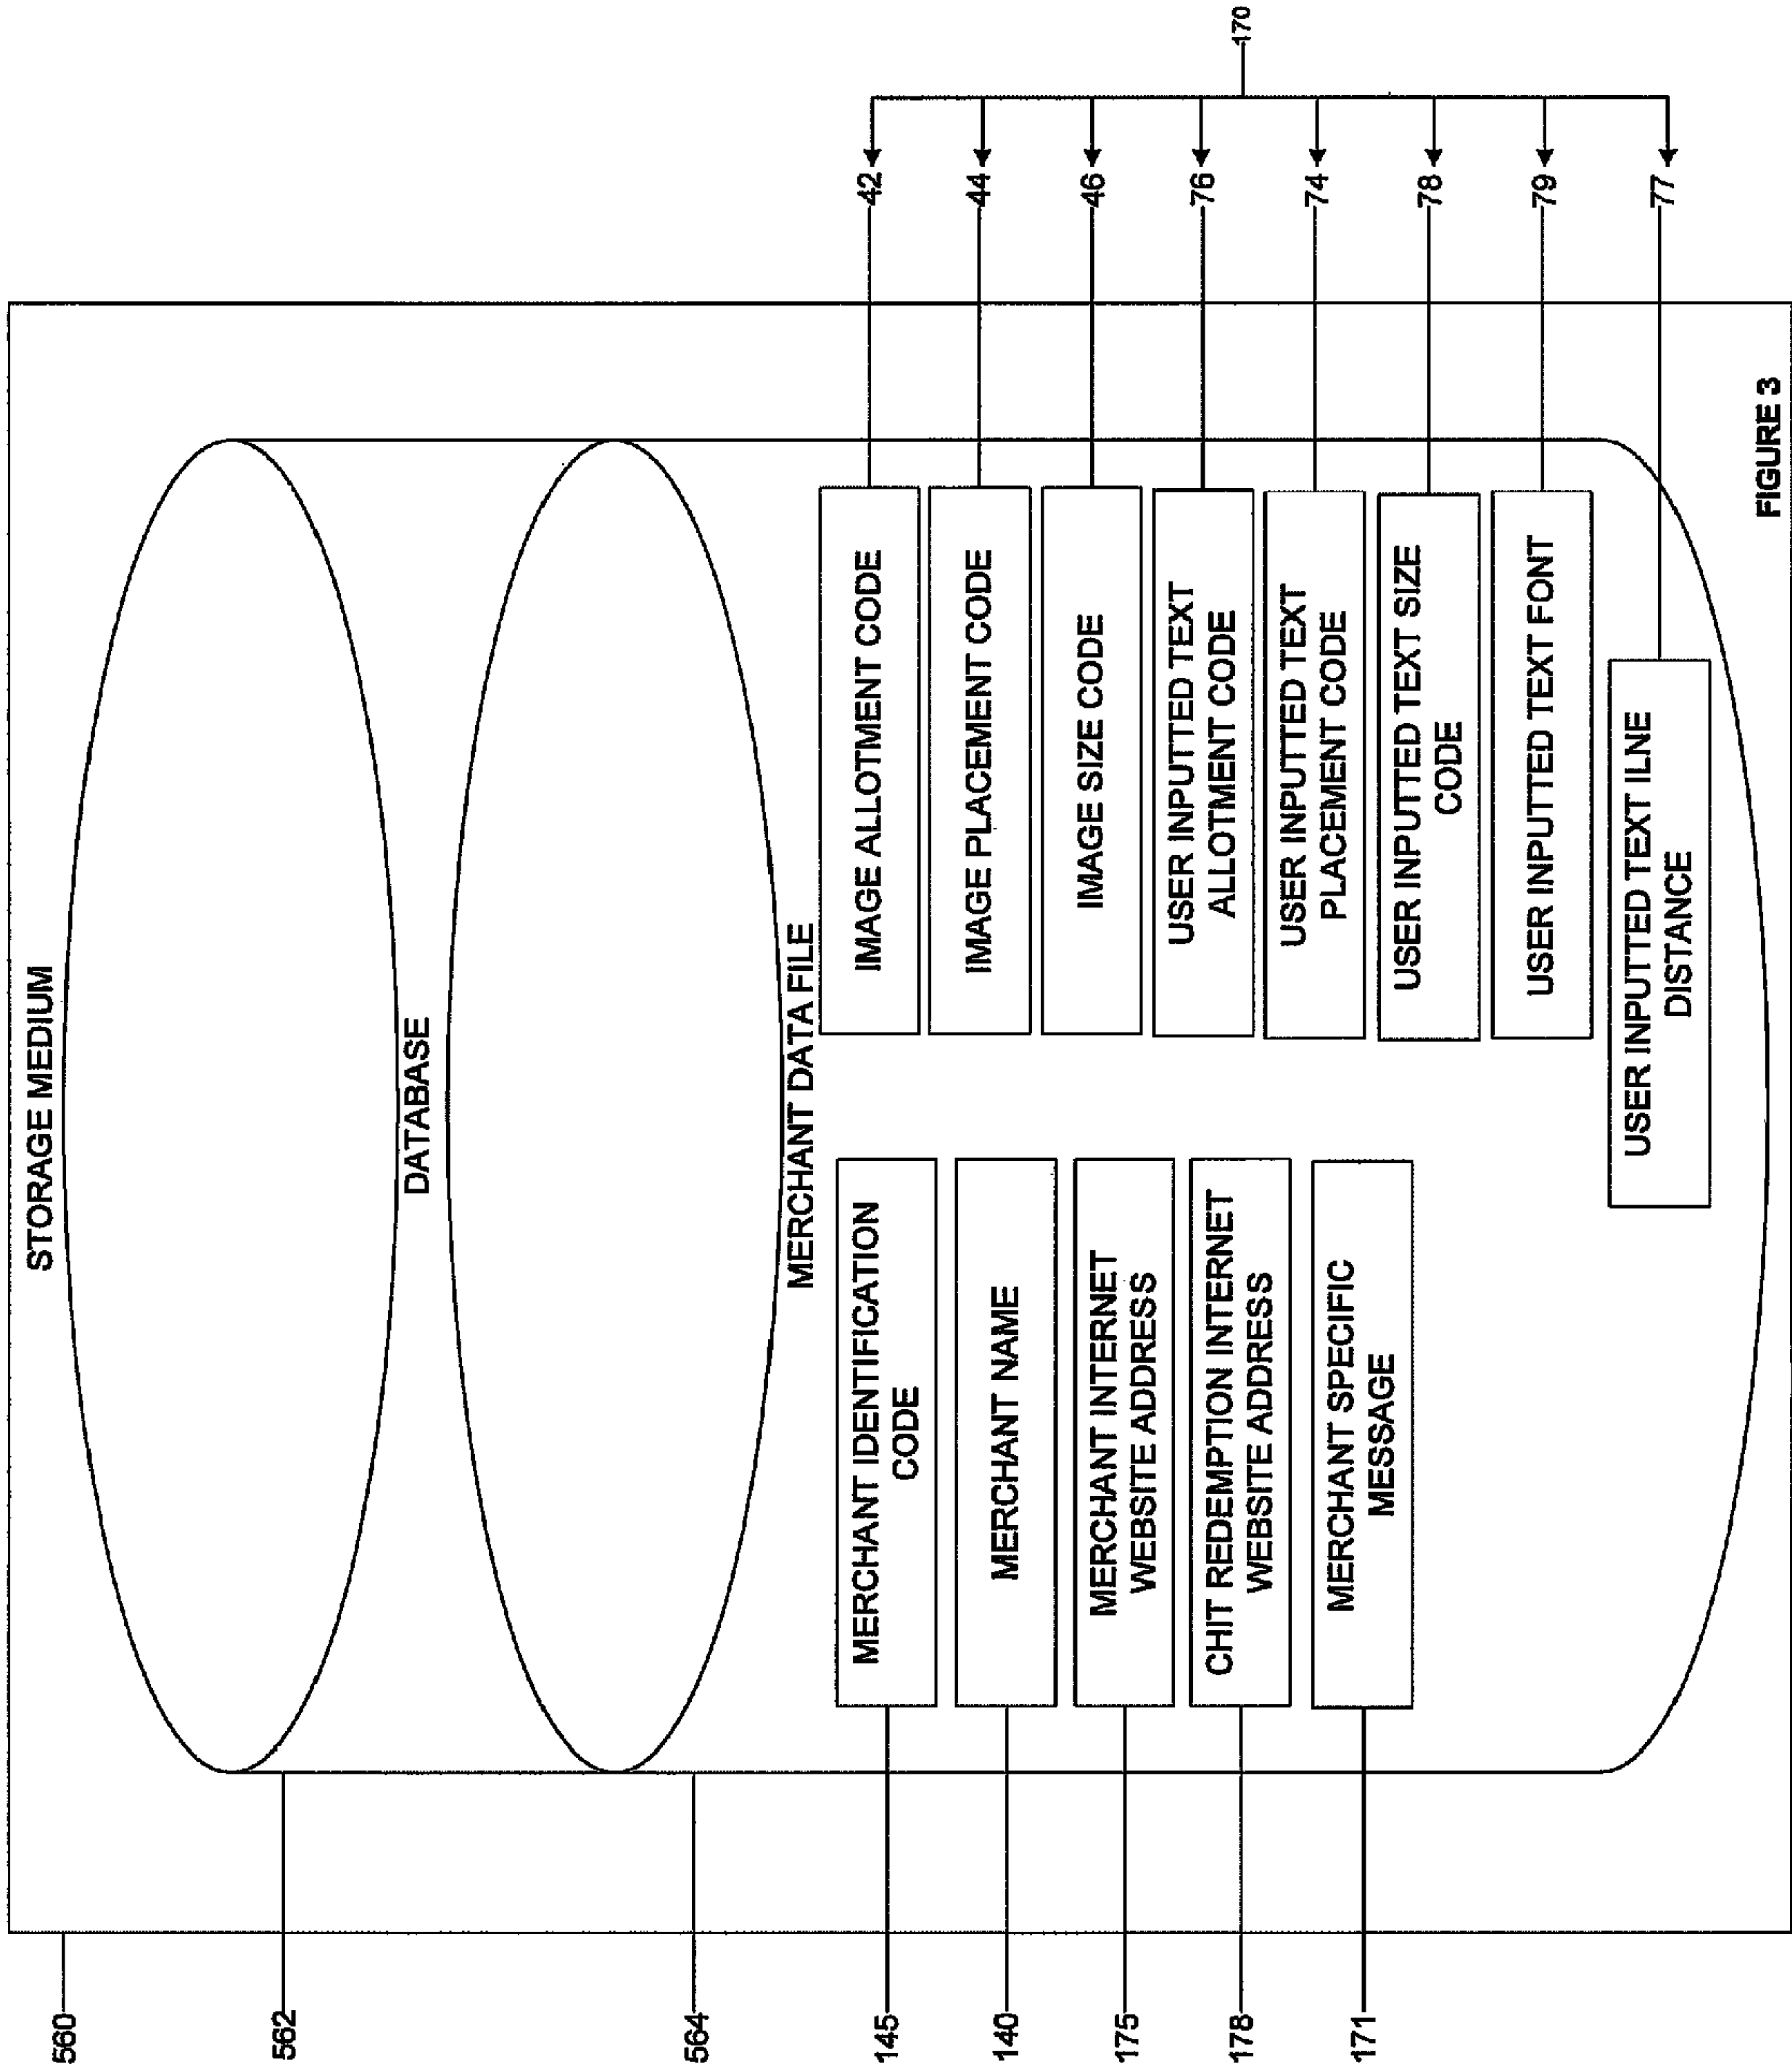 STORAGE MEDIUM
560
DATABASE
562
MERCHANT DATA FILE
564
145
MERCHANT IDENTIFICATION
CODE
140
MERCHANT NAME
175
MERCHANT INTERNET
WEBSITE ADDRESS
178
CHIT REDEMPTION INTERNET
WEBSITE ADDRESS
171
MERCHANT SPECIFIC
MESSAGE
IMAGE ALLOTMENT CODE
42
IMAGE PLACEMENT CODE
44
IMAGE SIZE CODE
46
USER INPUTTED TEXT
ALLOTMENT CODE
76
USER INPUTTED TEXT
PLACEMENT CODE
74
USER INPUTTED TEXT SIZE
CODE
78
USER INPUTTED TEXT FONT
79
USER INPUTTED TEXT ILNE
DISTANCE
77
170
FIGURE 3